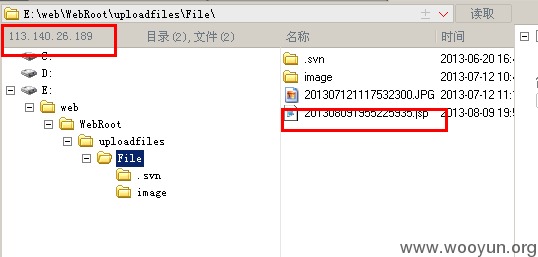 E:\web\WebRoot\uploadfiles\File\
读取
113.140.26.189
目录(2),文件(2)
名称
时间
C:
D:
E:
web
WebRoot
uploadfiles
File
.svn
image
.svn 2013-06-20 16:
image 2013-07-12 10:
201307121117532300.JPG 2013-07-12 11:
201308091955225935.jsp 2013-08-09 19:
www.wooyun.org